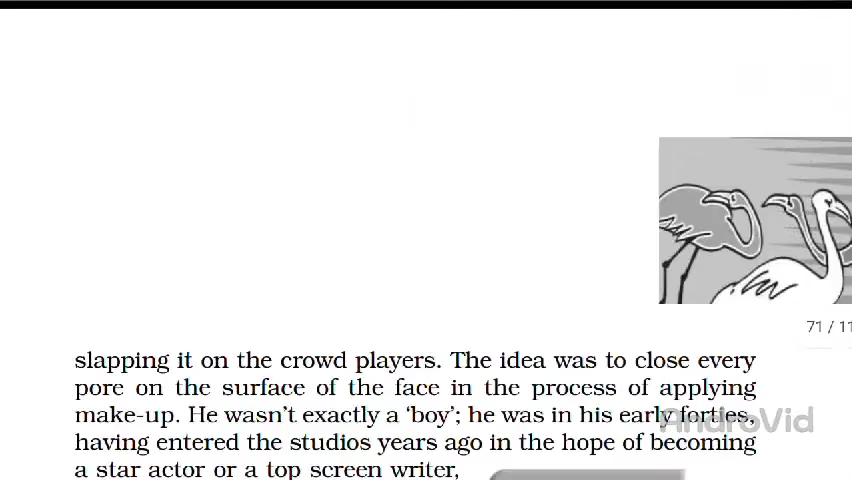 71 / 11
slapping it on the crowd players. The idea was to close every
pore on the surface of the face in the process of applying
make-up. He wasn't exactly a 'boy'; he was in his early forties,
AndroVid
having entered the studios years ago in the hope of becoming
a star actor or a top screen writer,